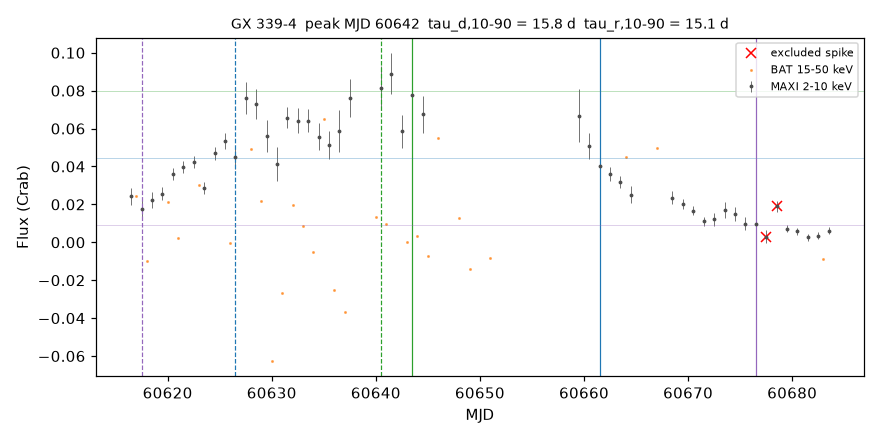 GX 339-4 peak MJD 60642 tau_d,10-90 = 15.8 d tau_r,10-90 = 15.1 d
excluded spike
BAT 15-50 keV
MAXI 2-10 keV
Flux (Crab)
0.10
0.08
0.06
0.04
0.02
0.00
−0.02
−0.04
−0.06
60620 60630 60640 60650 60660 60670 60680
MJD